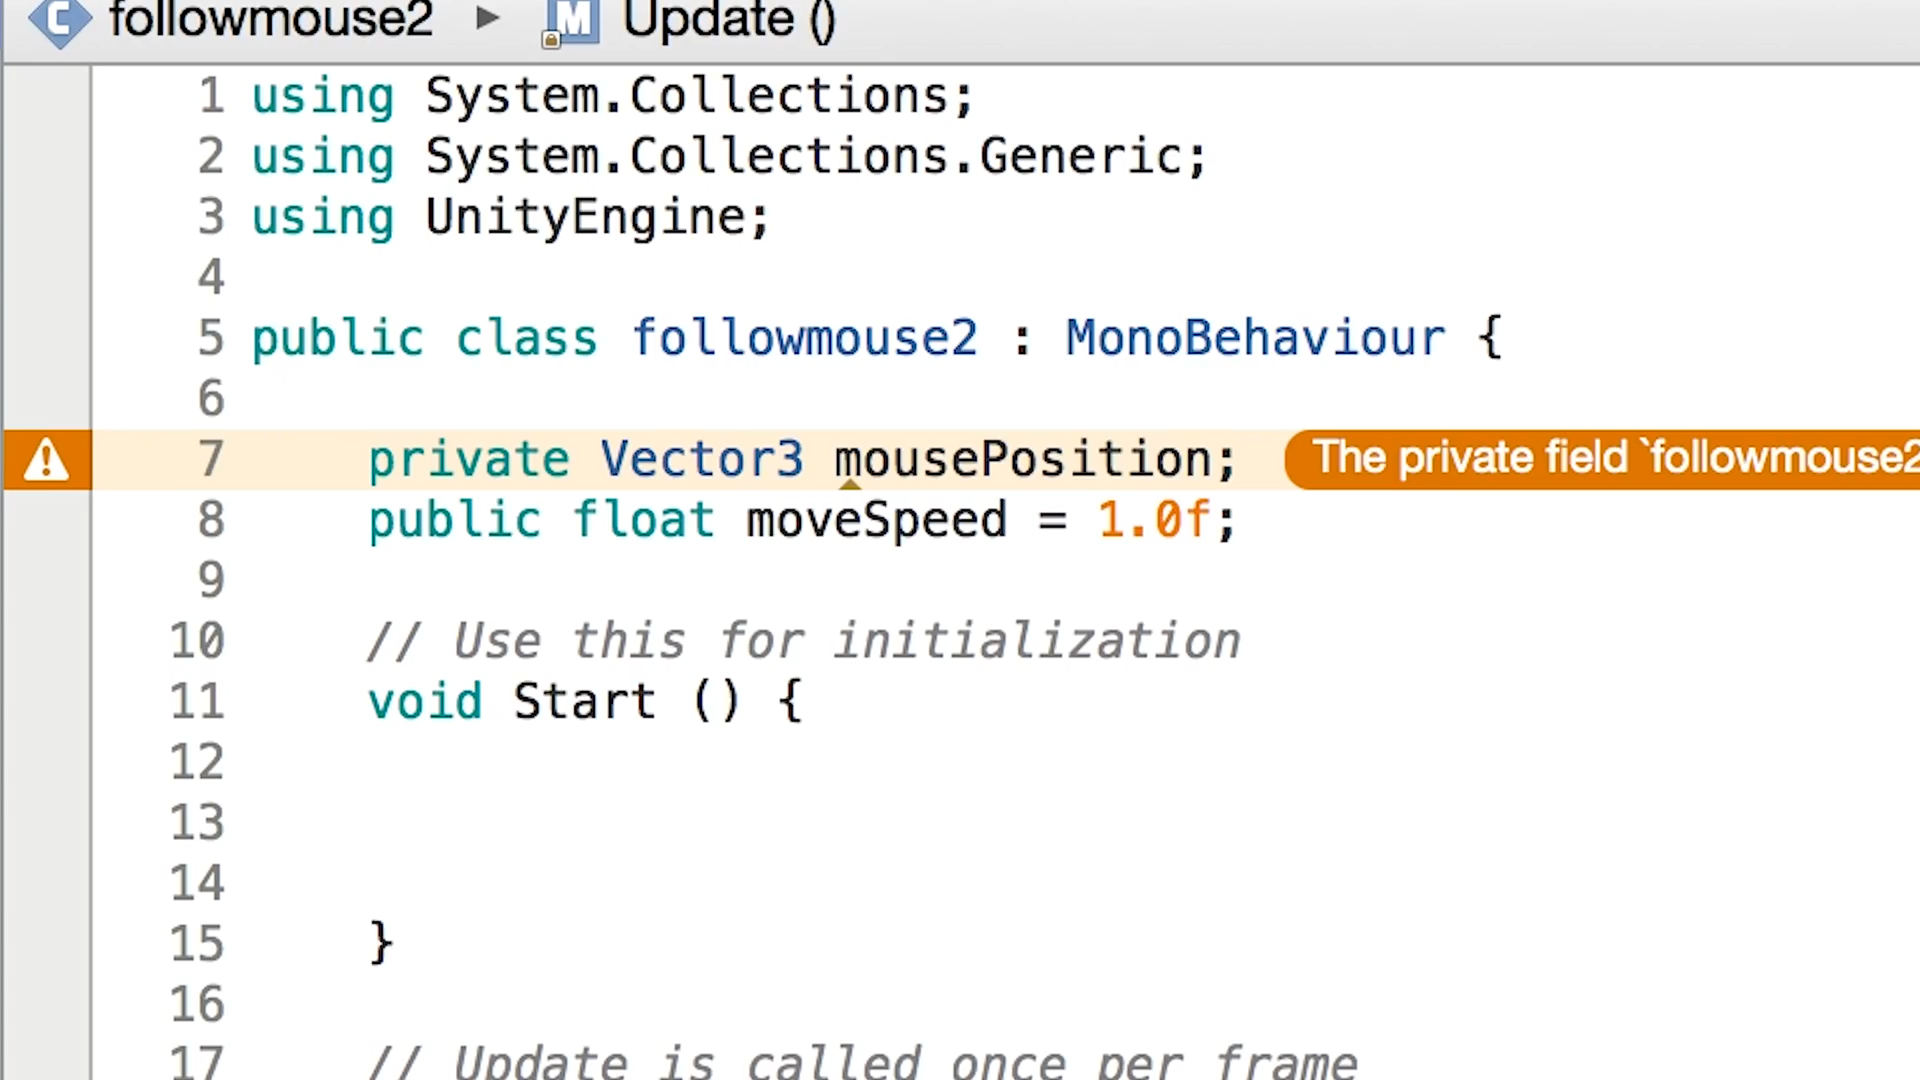 C followmouse2 ▶ M Update ()
1 using System.Collections;
2 using System.Collections.Generic;
3 using UnityEngine;
4
5 public class followmouse2 : MonoBehaviour {
6
7 private Vector3 mousePosition; The private field `followmouse2
8 public float moveSpeed = 1.0f;
9
10 // Use this for initialization
11 void Start () {
12
13
14
15 }
16
17 // Update is called once per frame